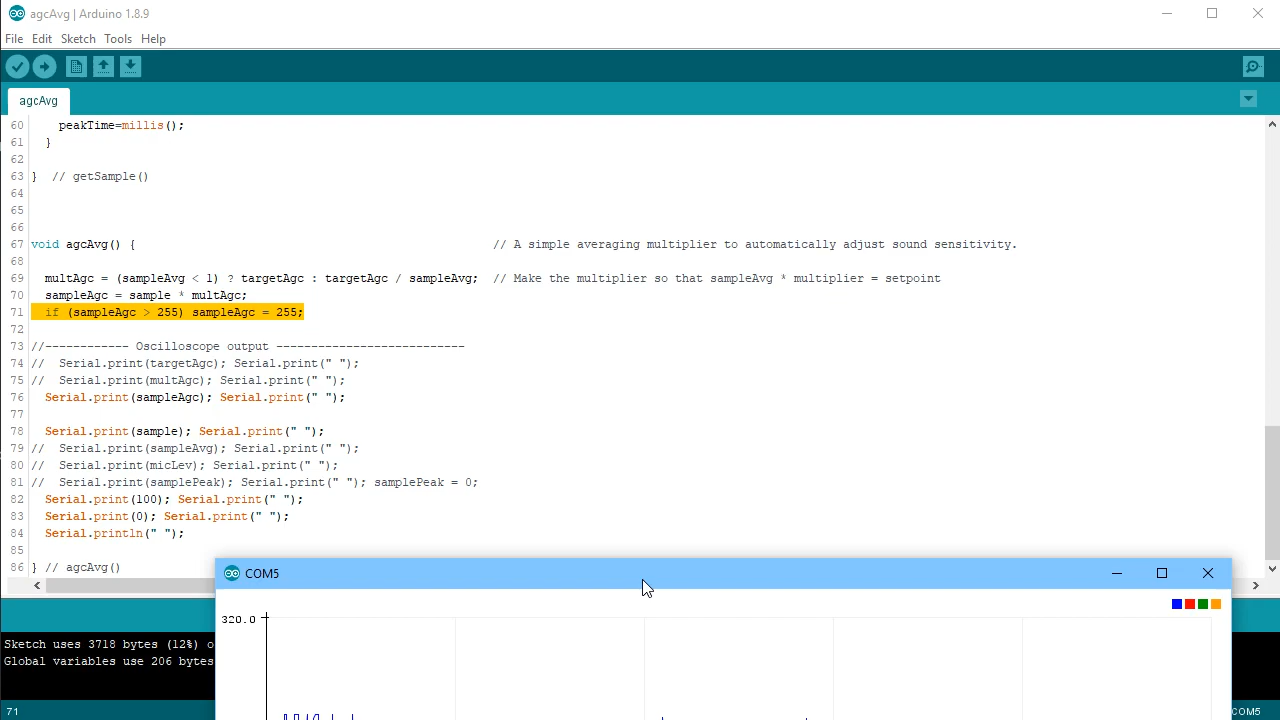 agcAvg | Arduino 1.8.9
File Edit Sketch Tools Help
agcAvg
60     peakTime=millis();
61   }
62
63 }  // getSample()
64
65
66
67 void agcAvg() {                                                   // A simple averaging multiplier to automatically adjust sound sensitivity.
68
69   multAgc = (sampleAvg < 1) ? targetAgc : targetAgc / sampleAvg;  // Make the multiplier so that sampleAvg * multiplier = setpoint
70   sampleAgc = sample * multAgc;
71   if (sampleAgc > 255) sampleAgc = 255;
72
73 //------------ Oscilloscope output ---------------------------
74 //  Serial.print(targetAgc); Serial.print(" ");
75 //  Serial.print(multAgc); Serial.print(" ");
76   Serial.print(sampleAgc); Serial.print(" ");
77
78   Serial.print(sample); Serial.print(" ");
79 //  Serial.print(sampleAvg); Serial.print(" ");
80 //  Serial.print(micLev); Serial.print(" ");
81 //  Serial.print(samplePeak); Serial.print(" "); samplePeak = 0;
82   Serial.print(100); Serial.print(" ");
83   Serial.print(0); Serial.print(" ");
84   Serial.println(" ");
85
86 } // agcAvg()
COM5
320.0
Sketch uses 3718 bytes (12%)
Global variables use 206 bytes
71
COM5